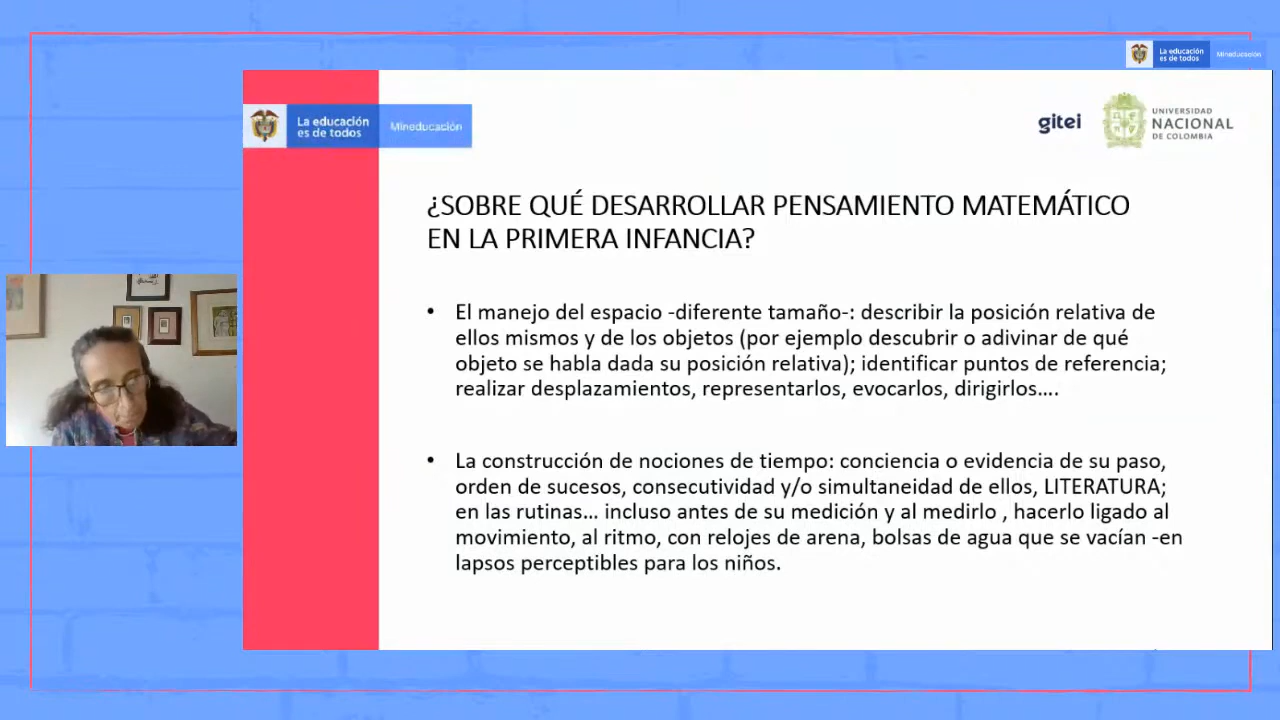 La educación
es de todos
Mineducación
La educación
es de todos
Mineducación
gitei
UNIVERSIDAD
NACIONAL
DE COLOMBIA
¿SOBRE QUÉ DESARROLLAR PENSAMIENTO MATEMÁTICO
EN LA PRIMERA INFANCIA?
• El manejo del espacio -diferente tamaño-: describir la posición relativa de
ellos mismos y de los objetos (por ejemplo descubrir o adivinar de qué
objeto se habla dada su posición relativa); identificar puntos de referencia;
realizar desplazamientos, representarlos, evocarlos, dirigirlos….
• La construcción de nociones de tiempo: conciencia o evidencia de su paso,
orden de sucesos, consecutividad y/o simultaneidad de ellos, LITERATURA;
en las rutinas… incluso antes de su medición y al medirlo , hacerlo ligado al
movimiento, al ritmo, con relojes de arena, bolsas de agua que se vacían -en
lapsos perceptibles para los niños.